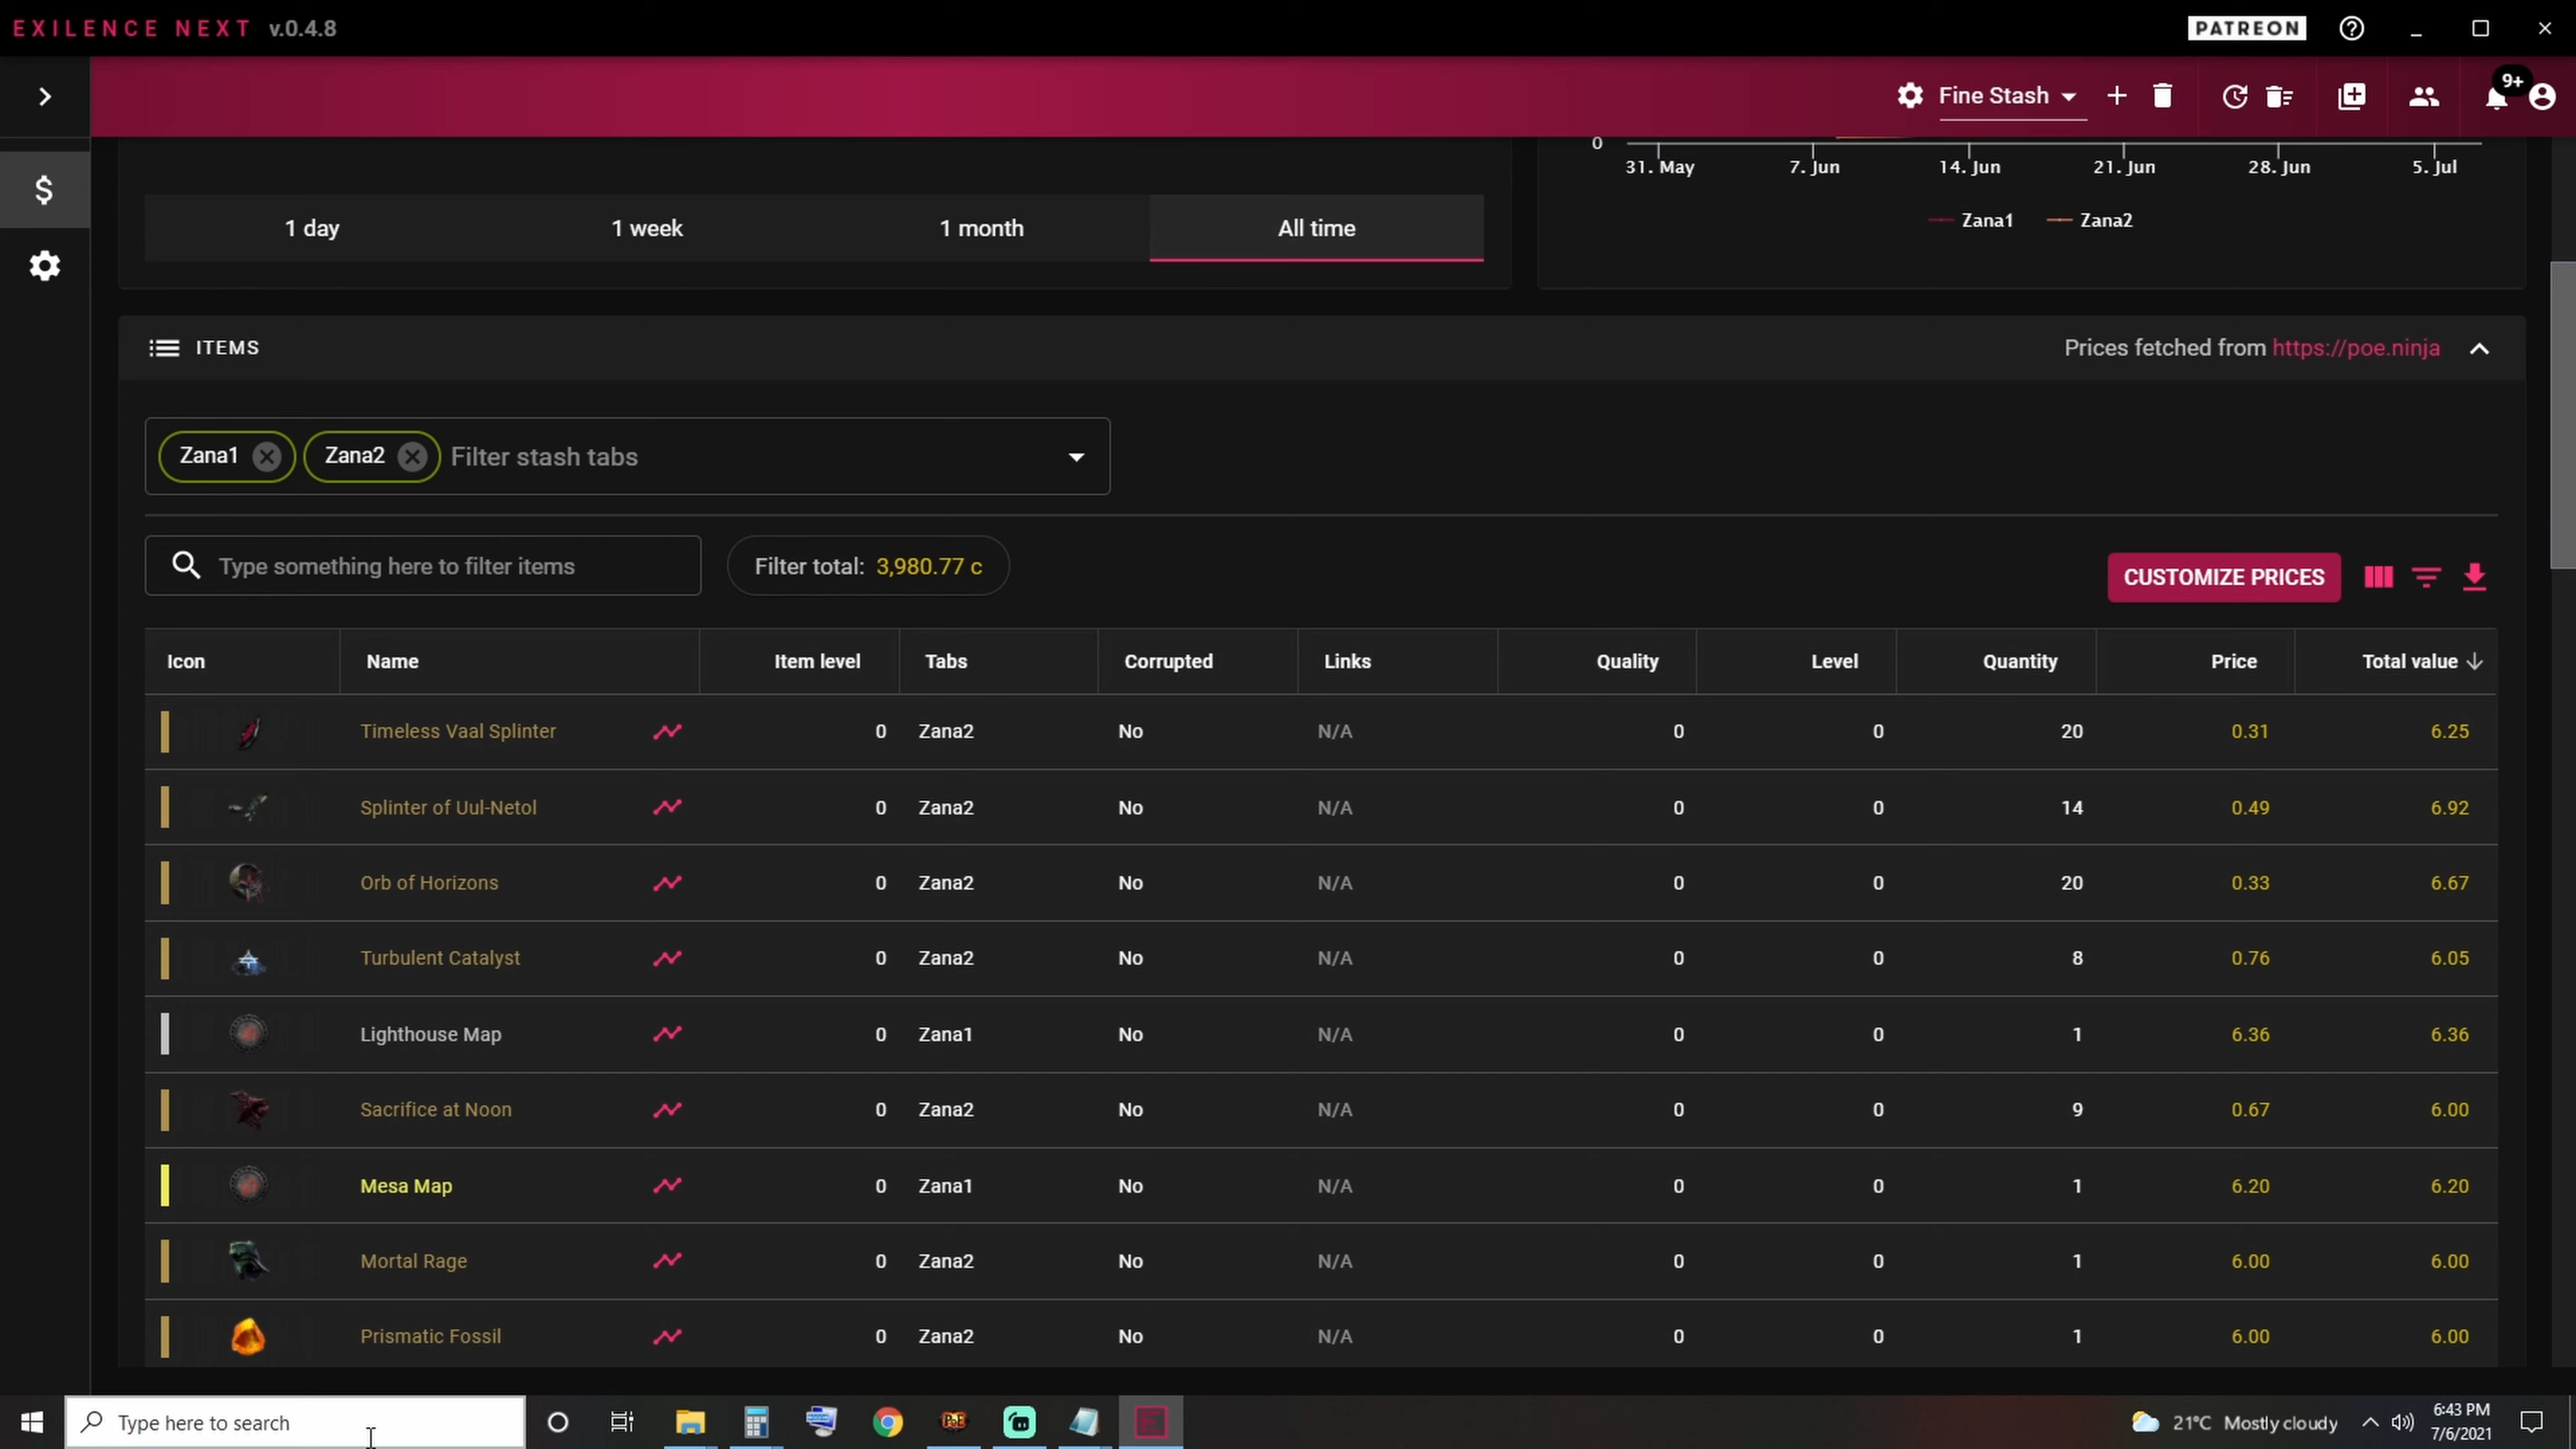 EXILENCE NEXT v.0.4.8 PATREON
Fine Stash 9+
0
31. May 7. Jun 14. Jun 21. Jun 28. Jun 5. Jul
1 day 1 week 1 month All time
Zana1 Zana2
ITEMS Prices fetched from https://poe.ninja
Zana1 Zana2 Filter stash tabs
Type something here to filter items Filter total: 3,980.77 c CUSTOMIZE PRICES
Icon Name Item level Tabs Corrupted Links Quality Level Quantity Price Total value
Timeless Vaal Splinter 0 Zana2 No N/A 0 0 20 0.31 6.25
Splinter of Uul-Netol 0 Zana2 No N/A 0 0 14 0.49 6.92
Orb of Horizons 0 Zana2 No N/A 0 0 20 0.33 6.67
Turbulent Catalyst 0 Zana2 No N/A 0 0 8 0.76 6.05
Lighthouse Map 0 Zana1 No N/A 0 0 1 6.36 6.36
Sacrifice at Noon 0 Zana2 No N/A 0 0 9 0.67 6.00
Mesa Map 0 Zana1 No N/A 0 0 1 6.20 6.20
Mortal Rage 0 Zana2 No N/A 0 0 1 6.00 6.00
Prismatic Fossil 0 Zana2 No N/A 0 0 1 6.00 6.00
Type here to search PoE 21°C Mostly cloudy 6:43 PM
7/6/2021